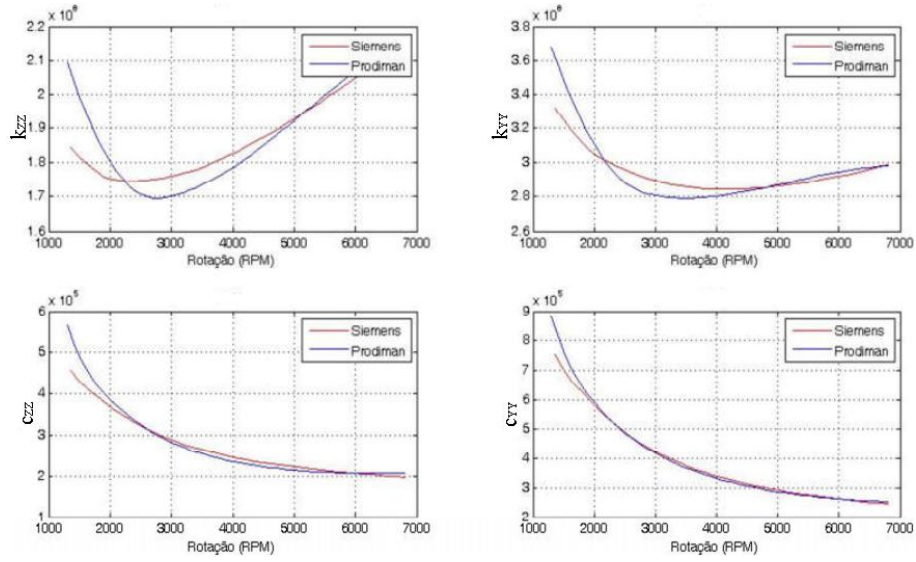 x 10⁸
2.2
2.1
2
1.9
1.8
1.7
1.6
kZZ
Siemens
Prodiman
1000 2000 3000 4000 5000 6000 7000
Rotação (RPM)
x 10⁸
3.8
3.6
3.4
3.2
3
2.8
2.6
kYY
Siemens
Prodiman
1000 2000 3000 4000 5000 6000 7000
Rotação (RPM)
x 10⁵
6
5
4
3
2
1
cZZ
Siemens
Prodiman
1000 2000 3000 4000 5000 6000 7000
Rotação (RPM)
x 10⁵
9
8
7
6
5
4
3
2
cYY
Siemens
Prodiman
1000 2000 3000 4000 5000 6000 7000
Rotação (RPM)